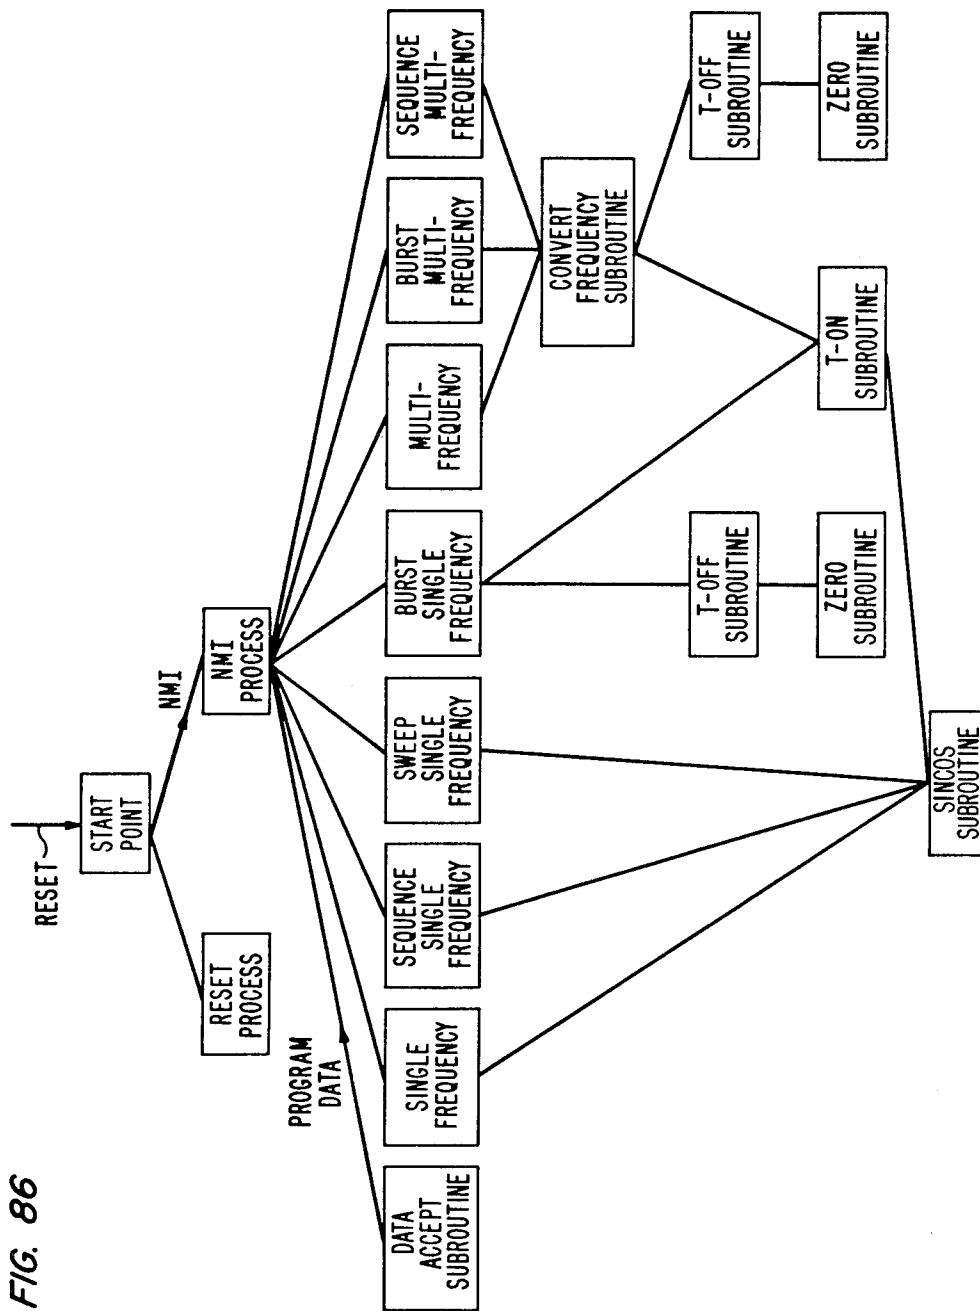 FIG. 86
RESET
START
POINT
NMI
RESET
PROCESS
NMI
PROCESS
PROGRAM
DATA
DATA
ACCEPT
SUBROUTINE
SINGLE
FREQUENCY
SEQUENCE
SINGLE
FREQUENCY
SWEEP
SINGLE
FREQUENCY
BURST
SINGLE
FREQUENCY
MULTI-
FREQUENCY
BURST
MULTI-
FREQUENCY
SEQUENCE
MULTI-
FREQUENCY
CONVERT
FREQUENCY
SUBROUTINE
T-OFF
SUBROUTINE
T-OFF
SUBROUTINE
ZERO
SUBROUTINE
T-ON
SUBROUTINE
ZERO
SUBROUTINE
SINCOS
SUBROUTINE